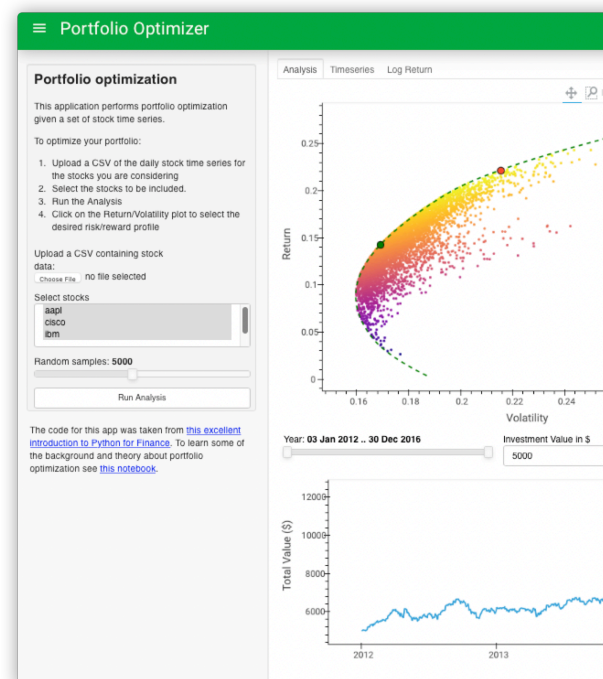 Portfolio Optimizer
Portfolio optimization
This application performs portfolio optimization
given a set of stock time series.
To optimize your portfolio:
1. Upload a CSV of the daily stock time series for
the stocks you are considering
2. Select the stocks to be included.
3. Run the Analysis
4. Click on the Return/Volatility plot to select the
desired risk/reward profile
Upload a CSV containing stock
data:
Choose File no file selected
Select stocks
aapl
cisco
ibm
Random samples: 5000
Run Analysis
The code for this app was taken from this excellent
introduction to Python for Finance. To learn some of
the background and theory about portfolio
optimization see this notebook.
Analysis Timeseries Log Return
Return
0.25
0.2
0.15
0.1
0.05
0
0.16 0.18 0.2 0.22 0.24
Volatility
Year: 03 Jan 2012 .. 30 Dec 2016
Investment Value in $
5000
Total Value ($)
12000
10000
8000
6000
2012 2013